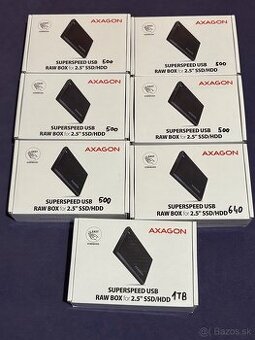 AXAGON
SUPERSPEED USB 500
RAW BOX for 2.5" SSD/HDD
AXAGON
SUPERSPEED USB 500
RAW BOX for 2.5" SSD/HDD
AXAGON
SUPERSPEED USB 500
RAW BOX for 2.5" SSD/HDD
AXAGON
SUPERSPEED USB 500
RAW BOX for 2.5" SSD/HDD
AXAGON
SUPERSPEED USB
RAW BOX for 2.5" SSD/HDD
500
AXAGON
SUPERSPEED USB
RAW BOX for 2.5" SSD/HDD 640
AXAGON
SUPERSPEED USB
RAW BOX for 2.5" SSD/HDD 1TB
Bazos.sk